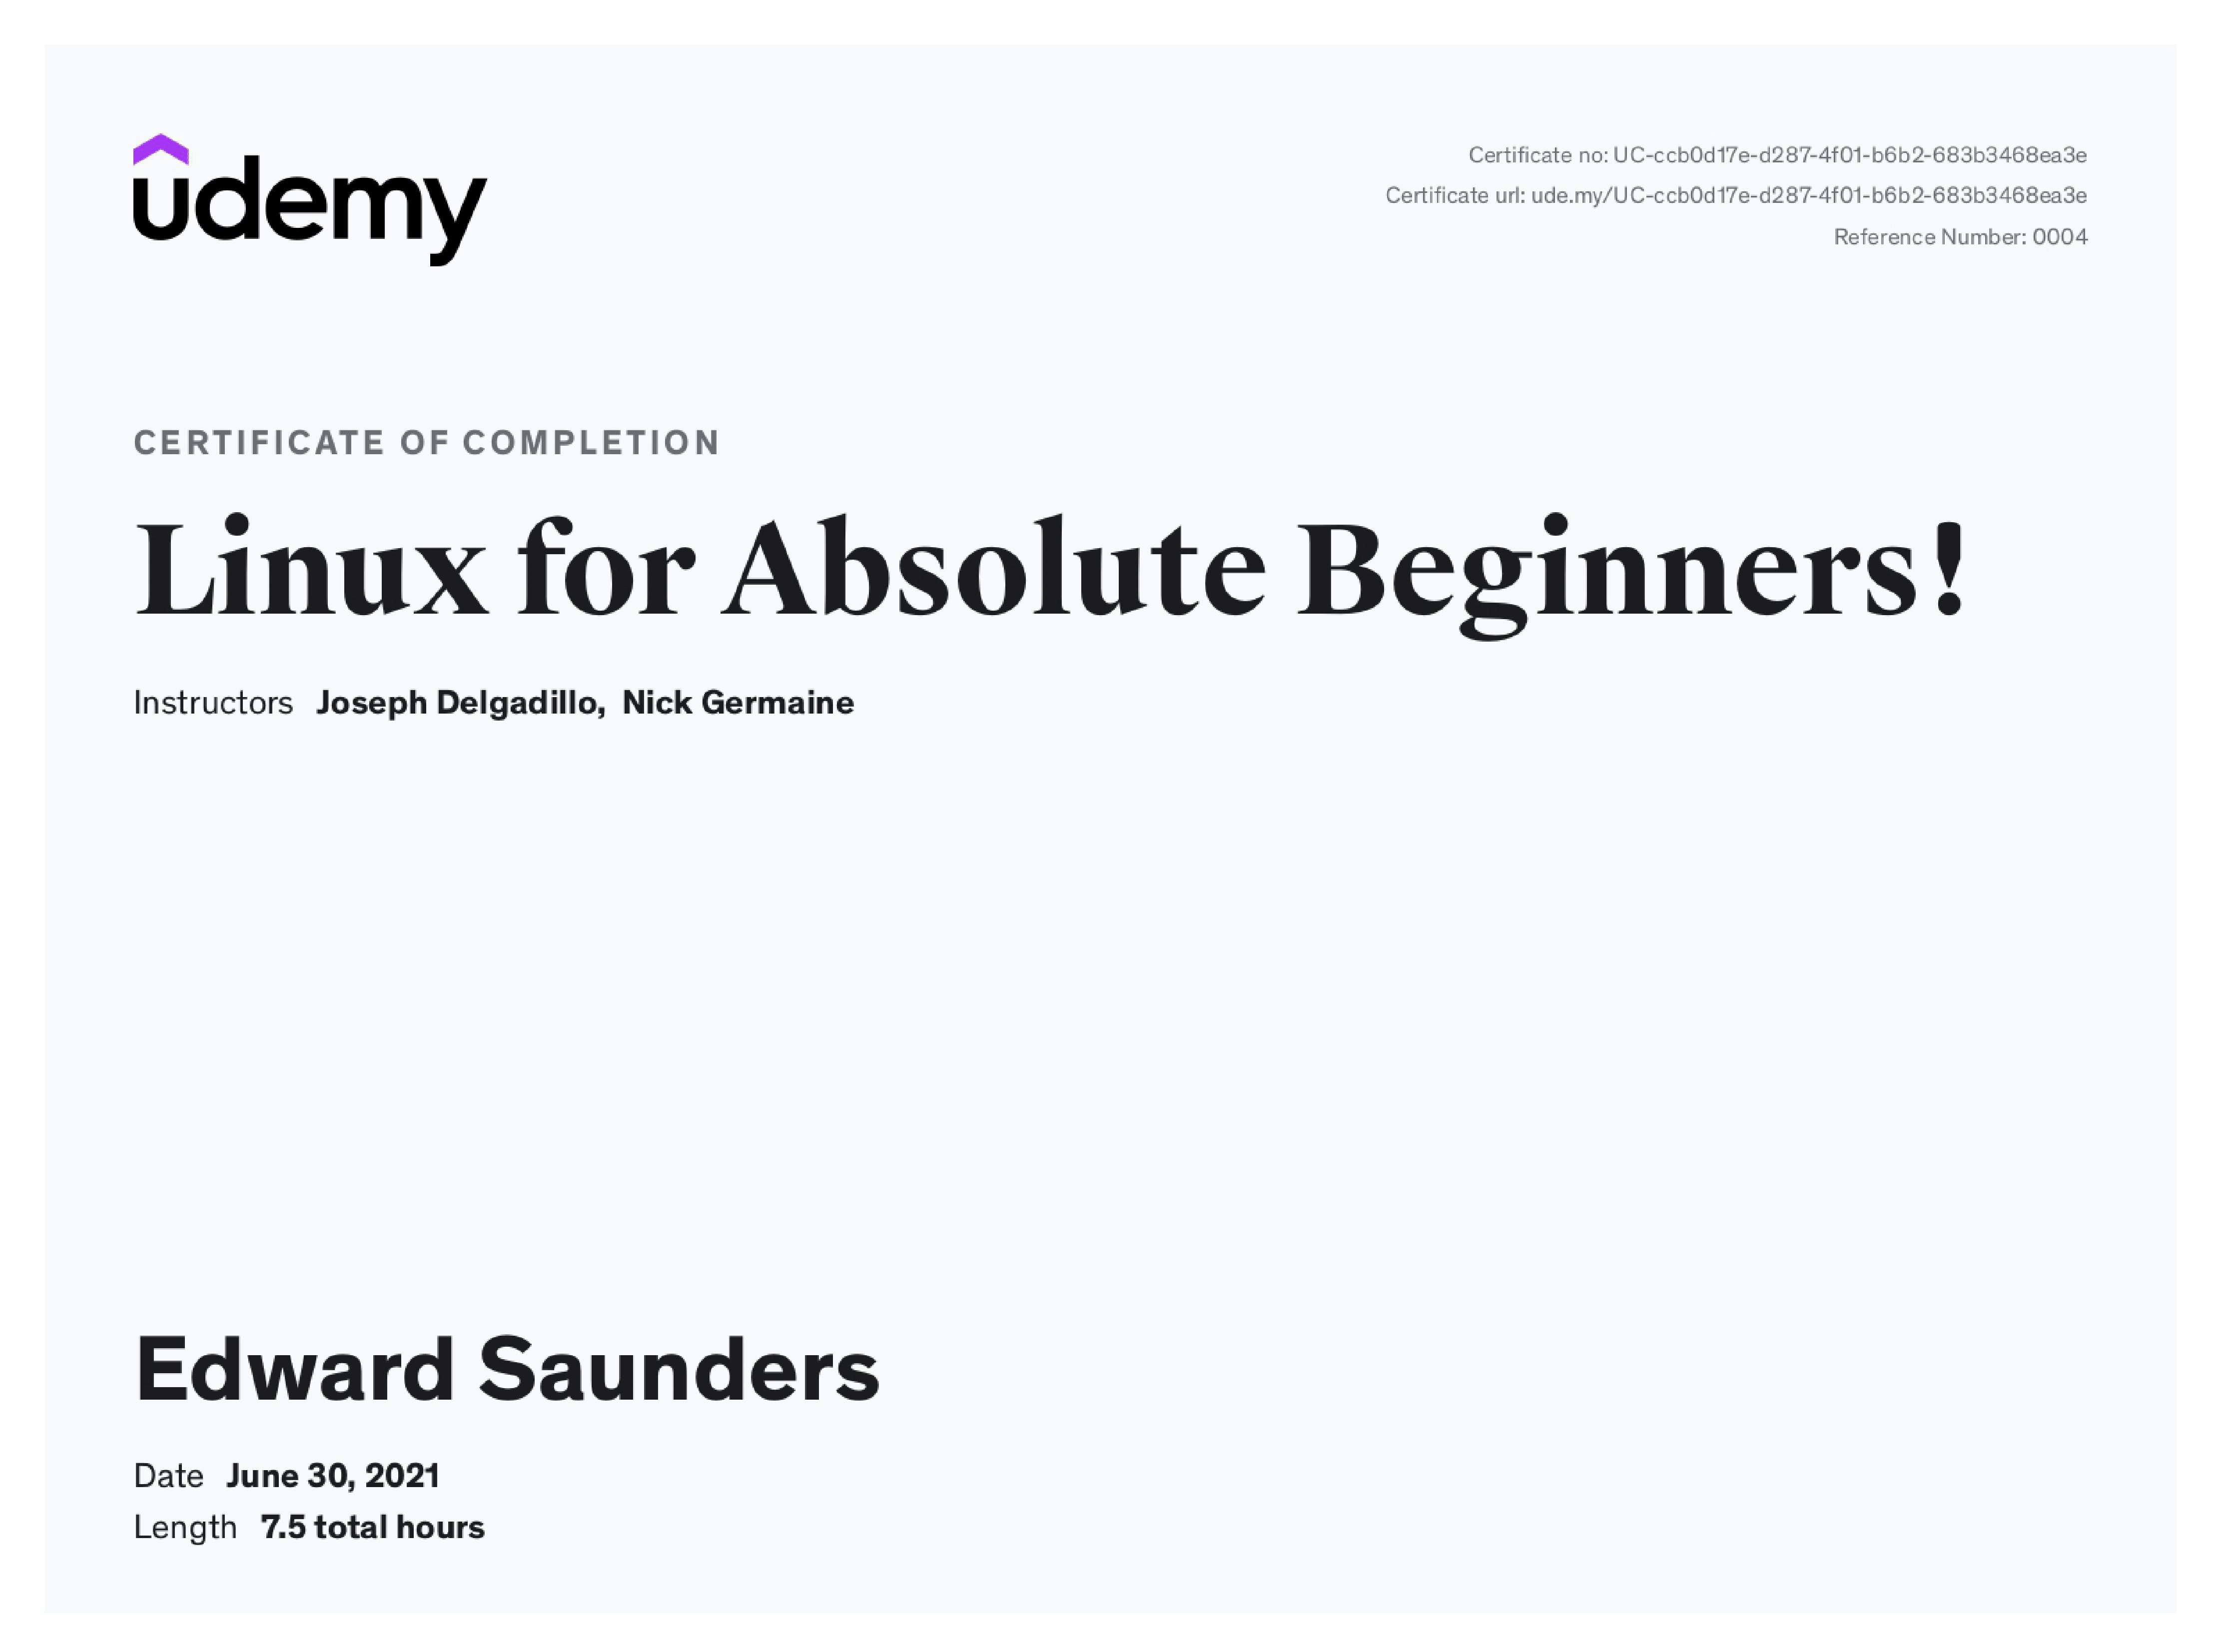 udemy
Certificate no: UC-ccb0d17e-d287-4f01-b6b2-683b3468ea3e
Certificate url: ude.my/UC-ccb0d17e-d287-4f01-b6b2-683b3468ea3e
Reference Number: 0004
CERTIFICATE OF COMPLETION
Linux for Absolute Beginners!
Instructors Joseph Delgadillo, Nick Germaine
Edward Saunders
Date June 30, 2021
Length 7.5 total hours